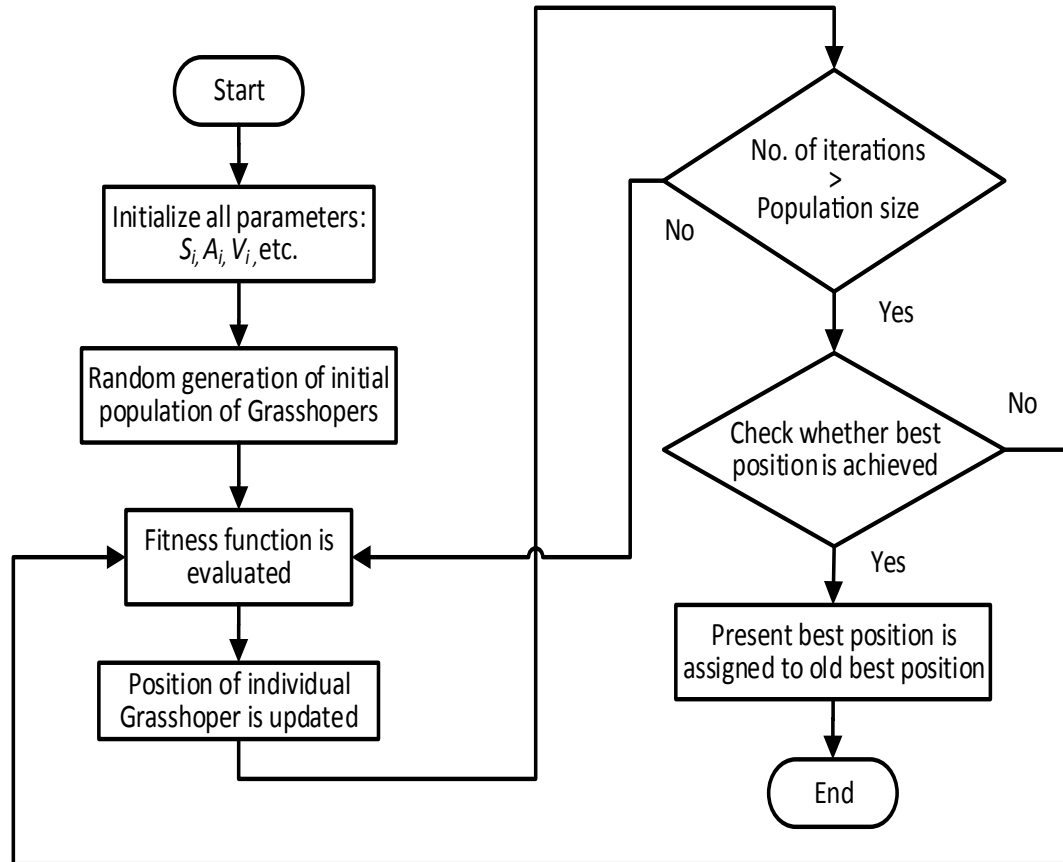 Start
Initialize all parameters:
Si, Ai, Vi, etc.
Random generation of initial
population of Grasshopers
Fitness function is
evaluated
Position of individual
Grasshoper is updated
No. of iterations
>
Population size
No
Yes
Check whether best
position is achieved
No
Yes
Present best position is
assigned to old best position
End